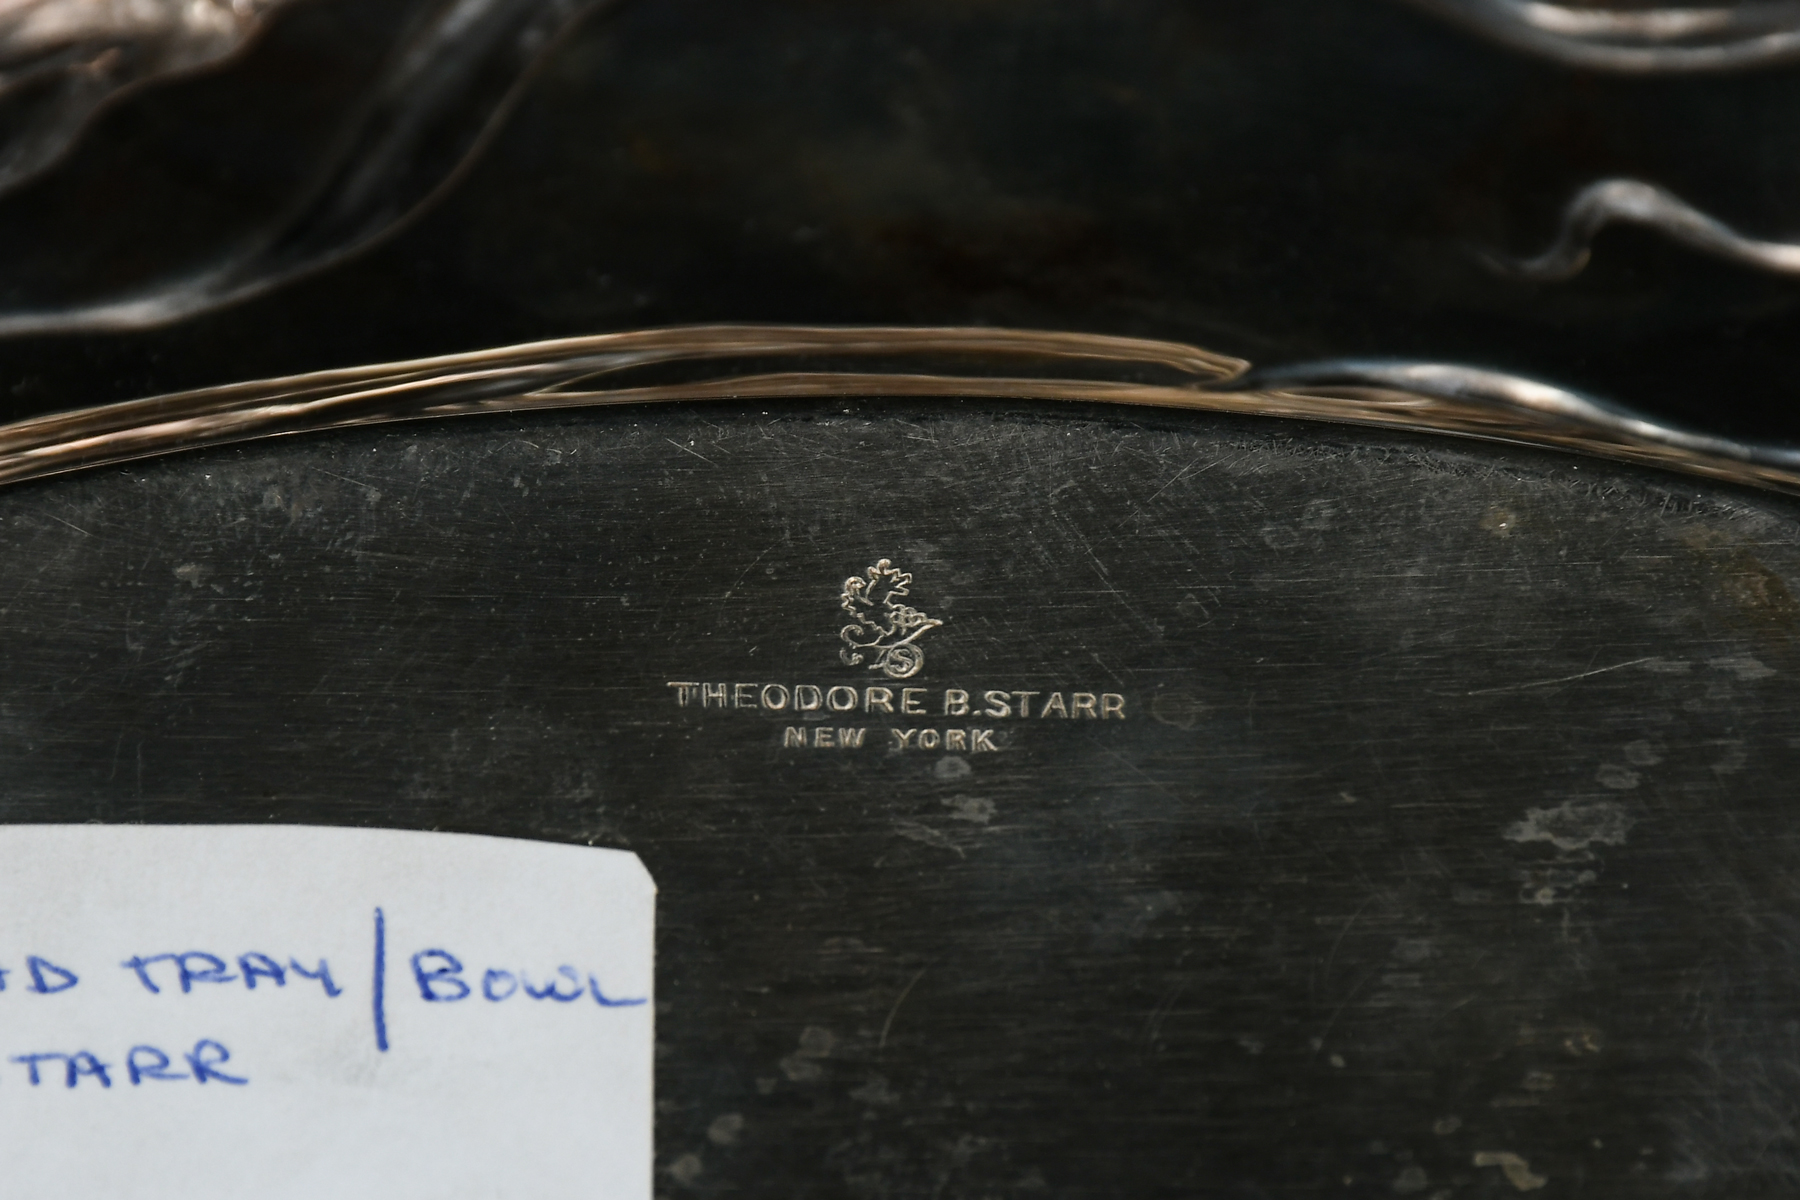 S
THEODORE B. STARR
NEW YORK
TRAY / BOWL
TARR